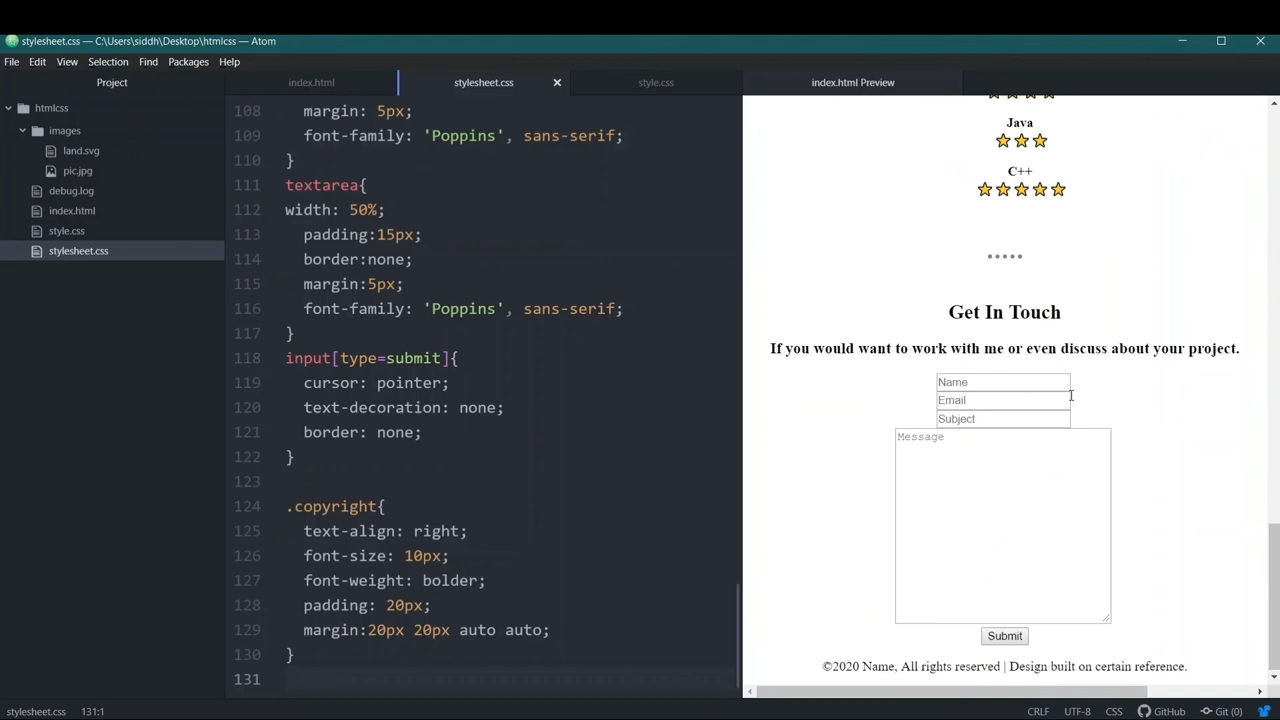 stylesheet.css — C:\Users\siddh\Desktop\htmlcss — Atom
File Edit View Selection Find Packages Help
Project
index.html
stylesheet.css
style.css
index.html Preview
htmlcss
images
land.svg
pic.jpg
debug.log
index.html
style.css
stylesheet.css
108 margin: 5px;
109 font-family: 'Poppins', sans-serif;
110 }
111 textarea{
112 width: 50%;
113 padding:15px;
114 border:none;
115 margin:5px;
116 font-family: 'Poppins', sans-serif;
117 }
118 input[type=submit]{
119 cursor: pointer;
120 text-decoration: none;
121 border: none;
122 }
123
124 .copyright{
125 text-align: right;
126 font-size: 10px;
127 font-weight: bolder;
128 padding: 20px;
129 margin:20px 20px auto auto;
130 }
131
Java
C++
Get In Touch
If you would want to work with me or even discuss about your project.
Name
Email
Subject
Message
Submit
©2020 Name, All rights reserved | Design built on certain reference.
stylesheet.css 131:1
CRLF UTF-8 CSS GitHub Git (0)